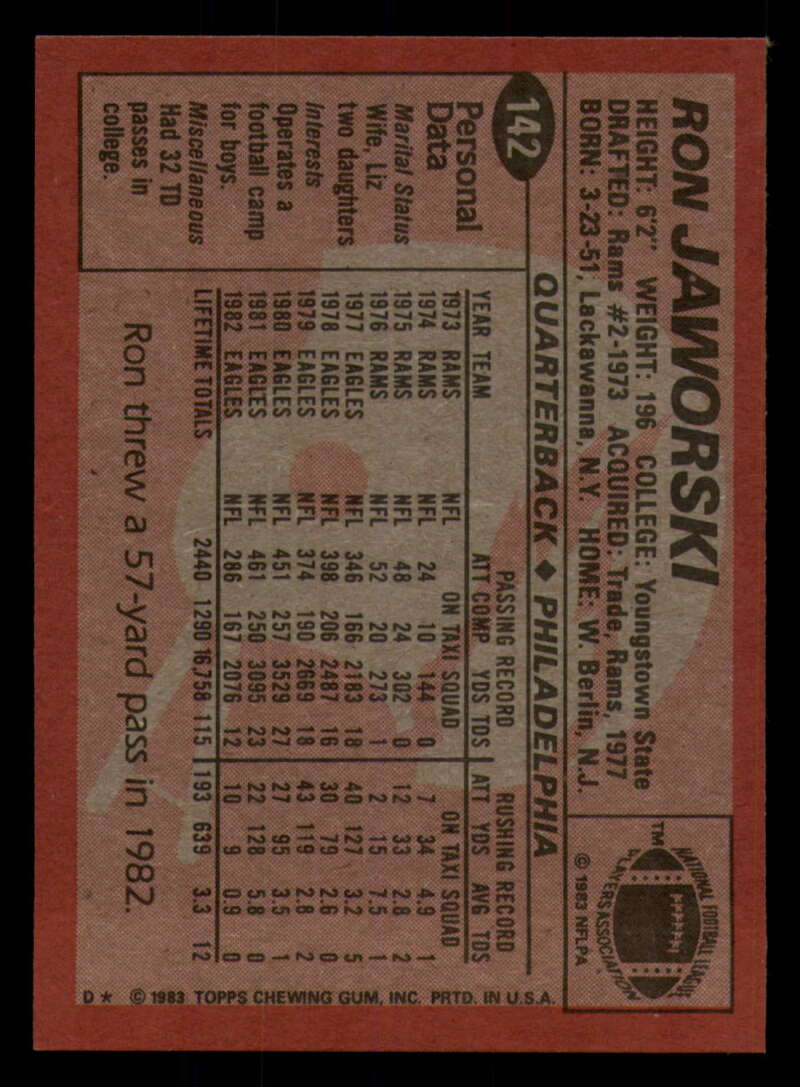 RON JAWORSKI
HEIGHT: 6'2" WEIGHT: 196 COLLEGE: Youngstown State
DRAFTED: Rams #2-1973 ACQUIRED: Trade, Rams, 1977
BORN: 3-23-51, Lackawanna, N.Y. HOME: W. Berlin, N.J.
NATIONAL FOOTBALL LEAGUE
PLAYERS ASSOCIATION
TM
© 1983 NFLPA
142
QUARTERBACK ♦ PHILADELPHIA
Personal
Data
Marital Status
Wife, Liz
two daughters
Interests
Operates a
football camp
for boys.
Miscellaneous
Had 32 TD
passes in
college.
PASSING RECORD RUSHING RECORD
YEAR TEAM ATT COMP YDS TDS ATT YDS AVG TDS
1973 RAMS NFL ON TAXI SQUAD ON TAXI SQUAD
1974 RAMS NFL 24 10 144 0 7 34 4.9 1
1975 RAMS NFL 48 24 302 0 12 33 2.8 2
1976 RAMS NFL 52 20 273 1 2 15 7.5 1
1977 EAGLES NFL 346 166 2183 18 40 127 3.2 5
1978 EAGLES NFL 398 206 2487 16 30 79 2.6 0
1979 EAGLES NFL 374 190 2669 18 43 119 2.8 2
1980 EAGLES NFL 451 257 3529 27 27 95 3.5 1
1981 EAGLES NFL 461 250 3095 23 22 128 5.8 0
1982 EAGLES NFL 286 167 2076 12 10 9 0.9 0
LIFETIME TOTALS 2440 1290 16,758 115 193 639 3.3 12
Ron threw a 57-yard pass in 1982.
D* © 1983 TOPPS CHEWING GUM, INC. PRTD. IN U.S.A.